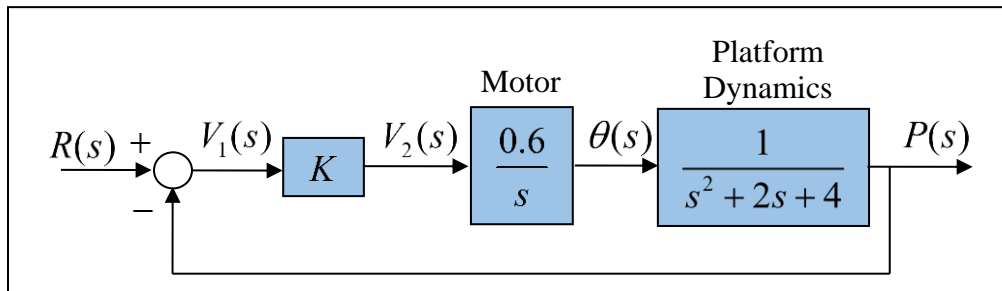 Platform
Dynamics
Motor
R(s)
+
−
V₁(s)
K
V₂(s)
0.6
s
θ(s)
1
s² + 2s + 4
P(s)